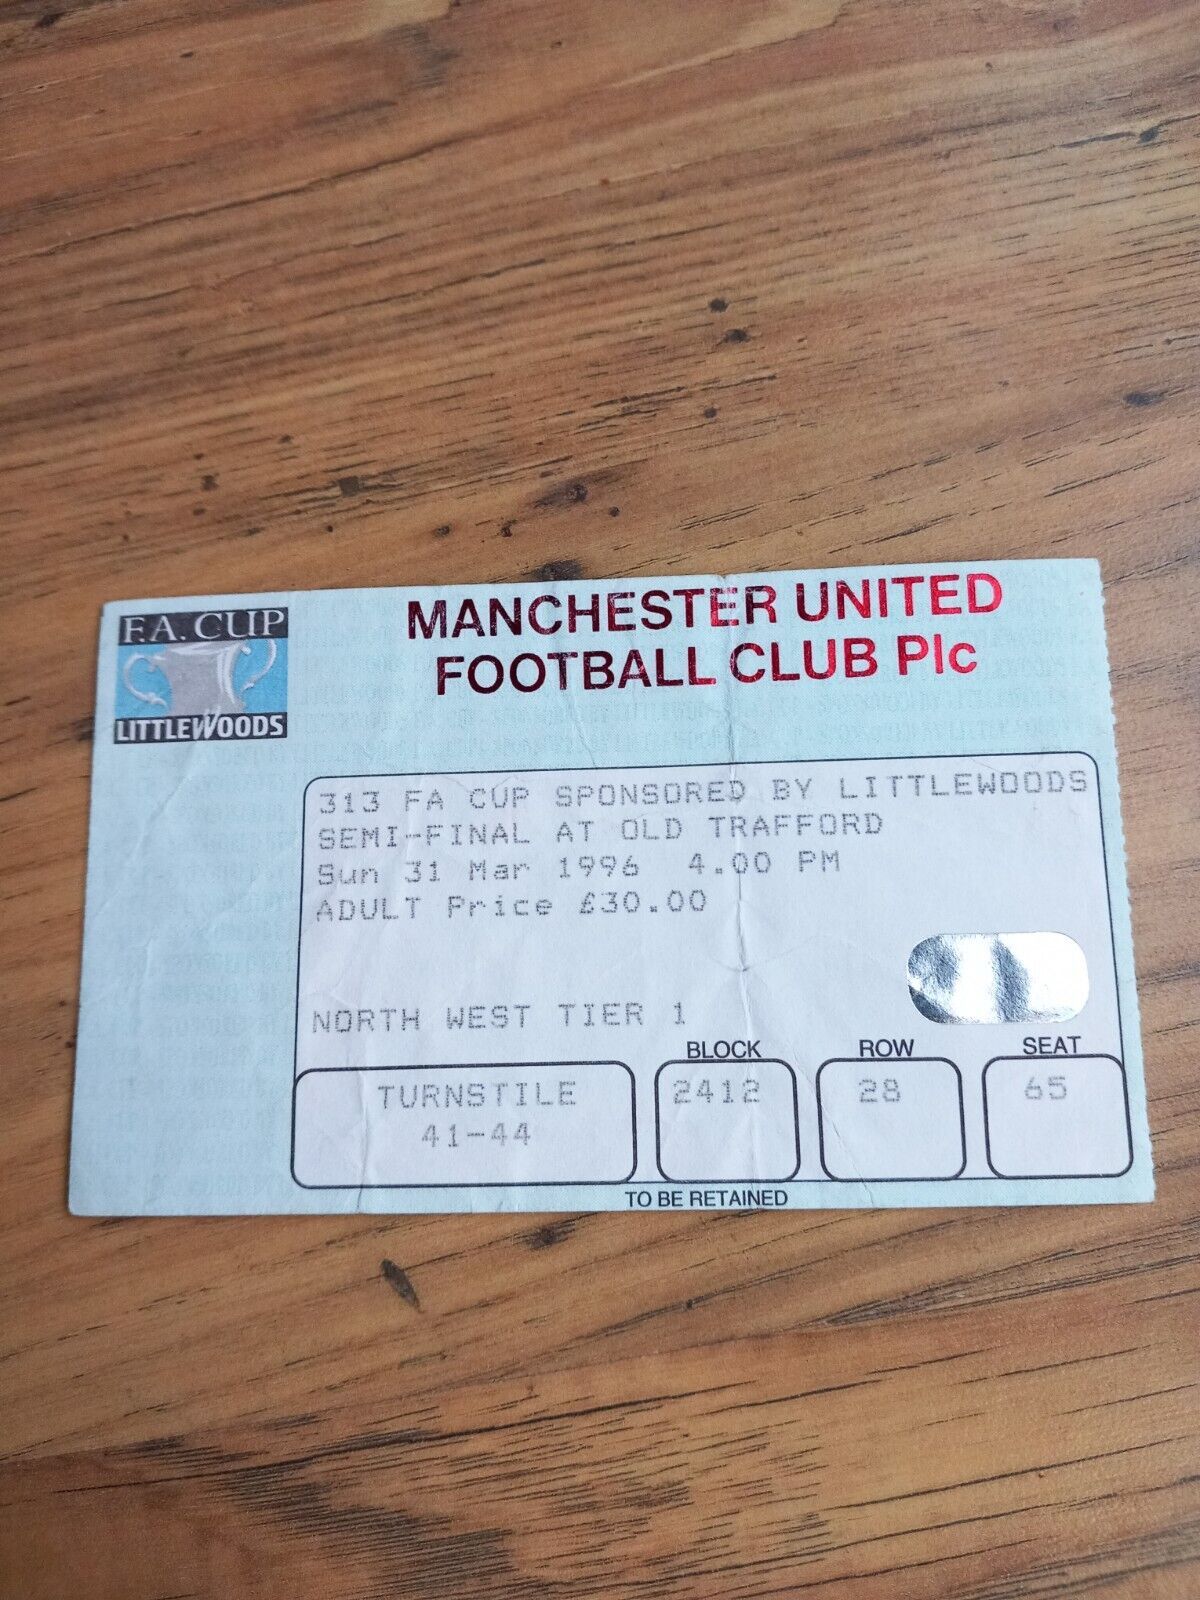 F.A. CUP
LITTLEWOODS
MANCHESTER UNITED
FOOTBALL CLUB Plc
313 FA CUP SPONSORED BY LITTLEWOODS
SEMI-FINAL AT OLD TRAFFORD
Sun 31 Mar 1996 4.00 PM
ADULT Price £30.00
NORTH WEST TIER 1
BLOCK ROW SEAT
TURNSTILE 2412 28 65
41-44
TO BE RETAINED